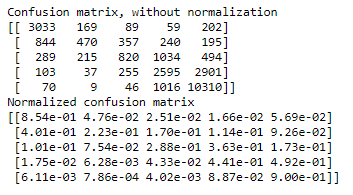 Confusion matrix, without normalization
[[ 3033 169 89 59 202]
[ 844 470 357 240 195]
[ 289 215 820 1034 494]
[ 103 37 255 2595 2901]
[ 70 9 46 1016 10310]]
Normalized confusion matrix
[[8.54e-01 4.76e-02 2.51e-02 1.66e-02 5.69e-02]
[4.01e-01 2.23e-01 1.70e-01 1.14e-01 9.26e-02]
[1.01e-01 7.54e-02 2.88e-01 3.63e-01 1.73e-01]
[1.75e-02 6.28e-03 4.33e-02 4.41e-01 4.92e-01]
[6.11e-03 7.86e-04 4.02e-03 8.87e-02 9.00e-01]]